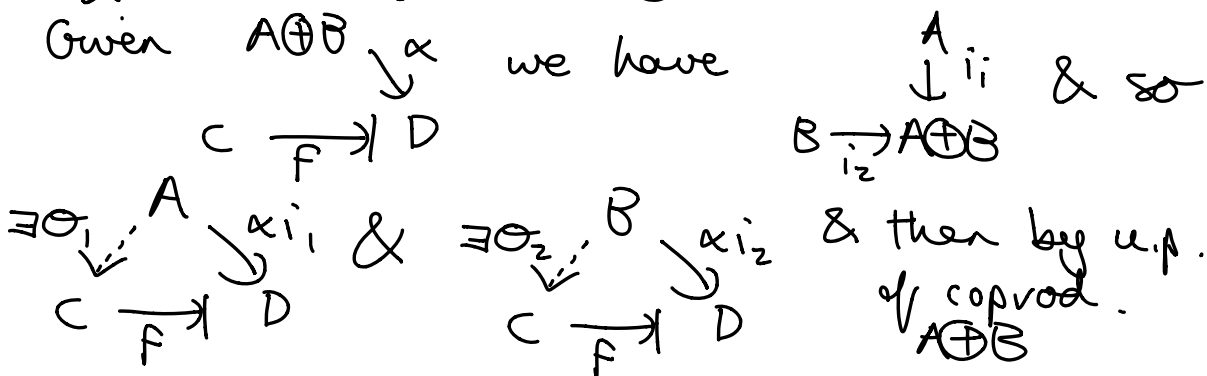 Given A⊕B ↘ α we have A ↓ i₁ & so
C —F→| D B —i₂→ A⊕B
∃Θ₁ A αi₁ & ∃Θ₂ B αi₂ & then by u.p.
C —F→| D C —F→| D of coprod.
A⊕B